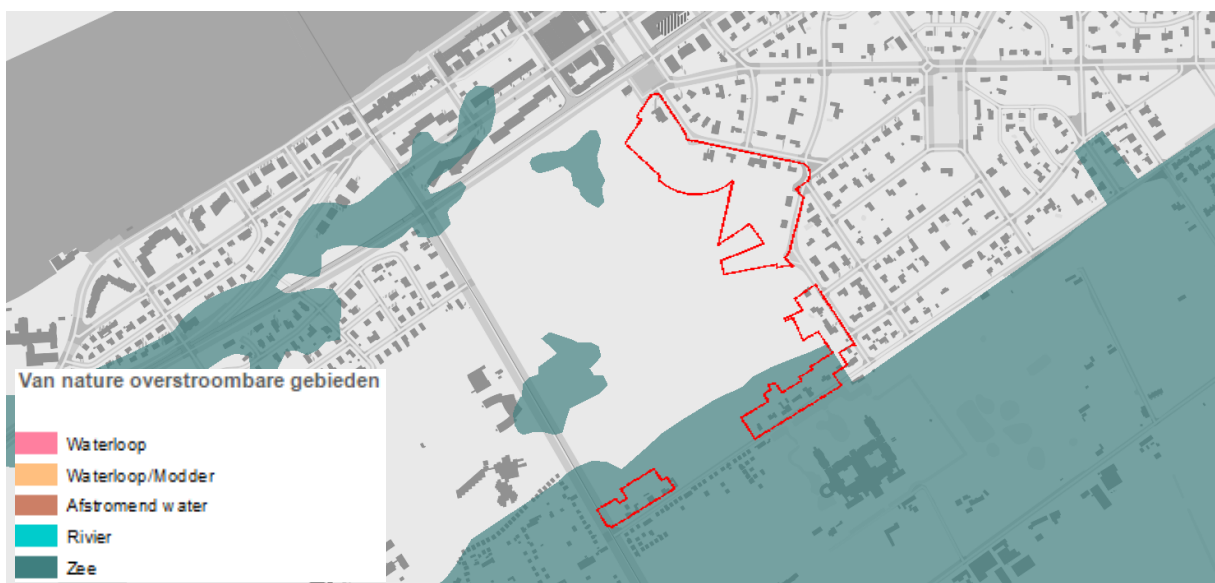 Van nature overstroombare gebieden
Waterloop
Waterloop/Modder
Afstromend water
Rivier
Zee